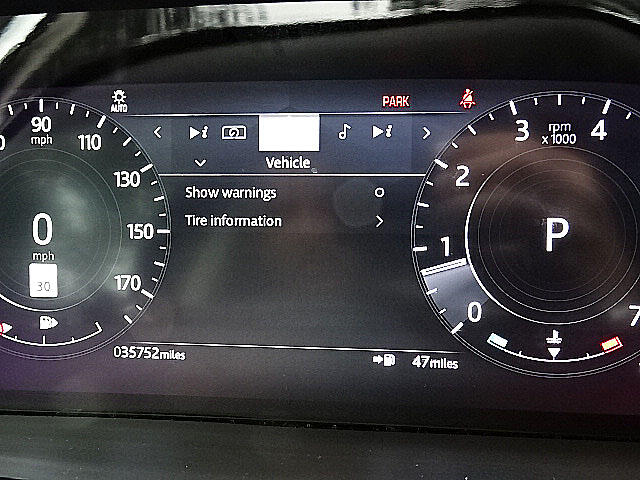 AUTO
PARK
90
mph
110
130
150
170
0
mph
30
Vehicle
Show warnings
Tire information
rpm
x 1000
0
1
2
3
4
7
P
035752miles
47miles